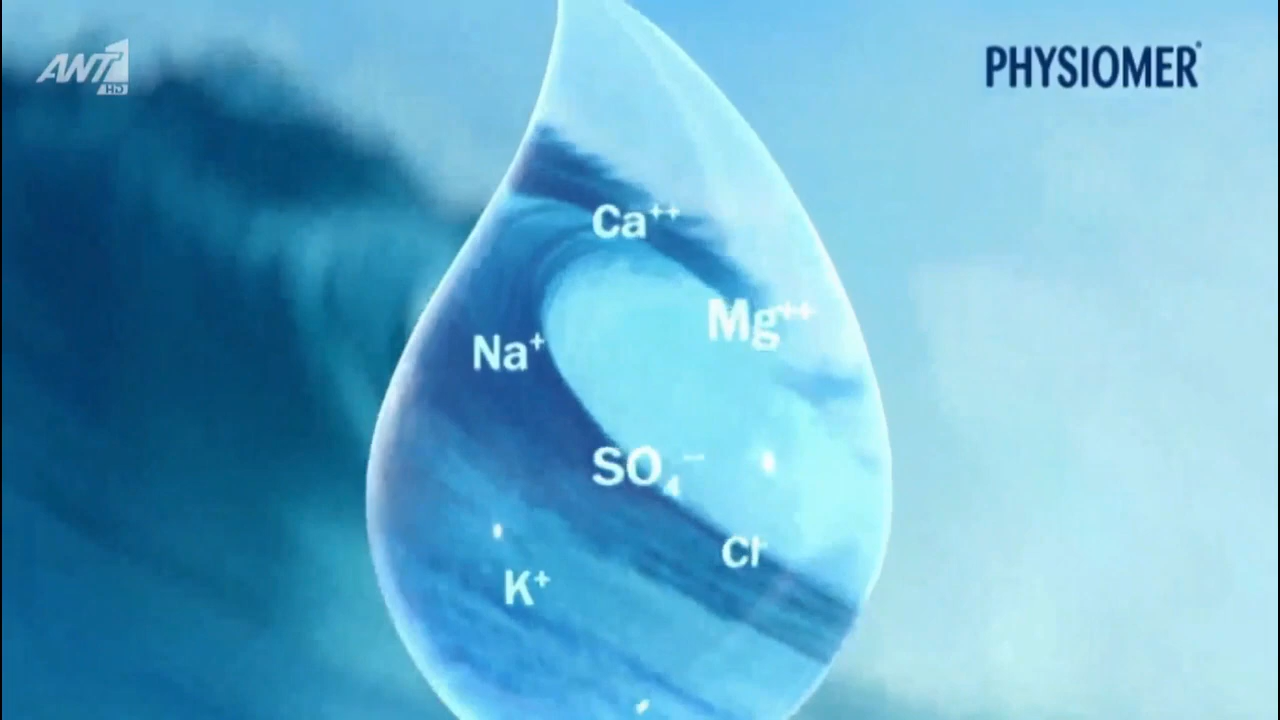 ANT1
HD
PHYSIOMER®
Ca⁺⁺
Mg⁺⁺
Na⁺
SO₄⁻⁻
Cl⁻
K⁺